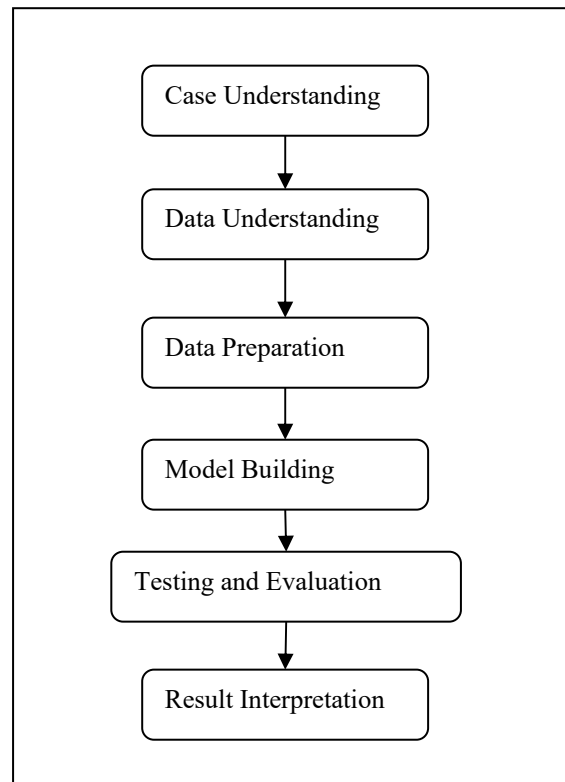 Case Understanding
Data Understanding
Data Preparation
Model Building
Testing and Evaluation
Result Interpretation